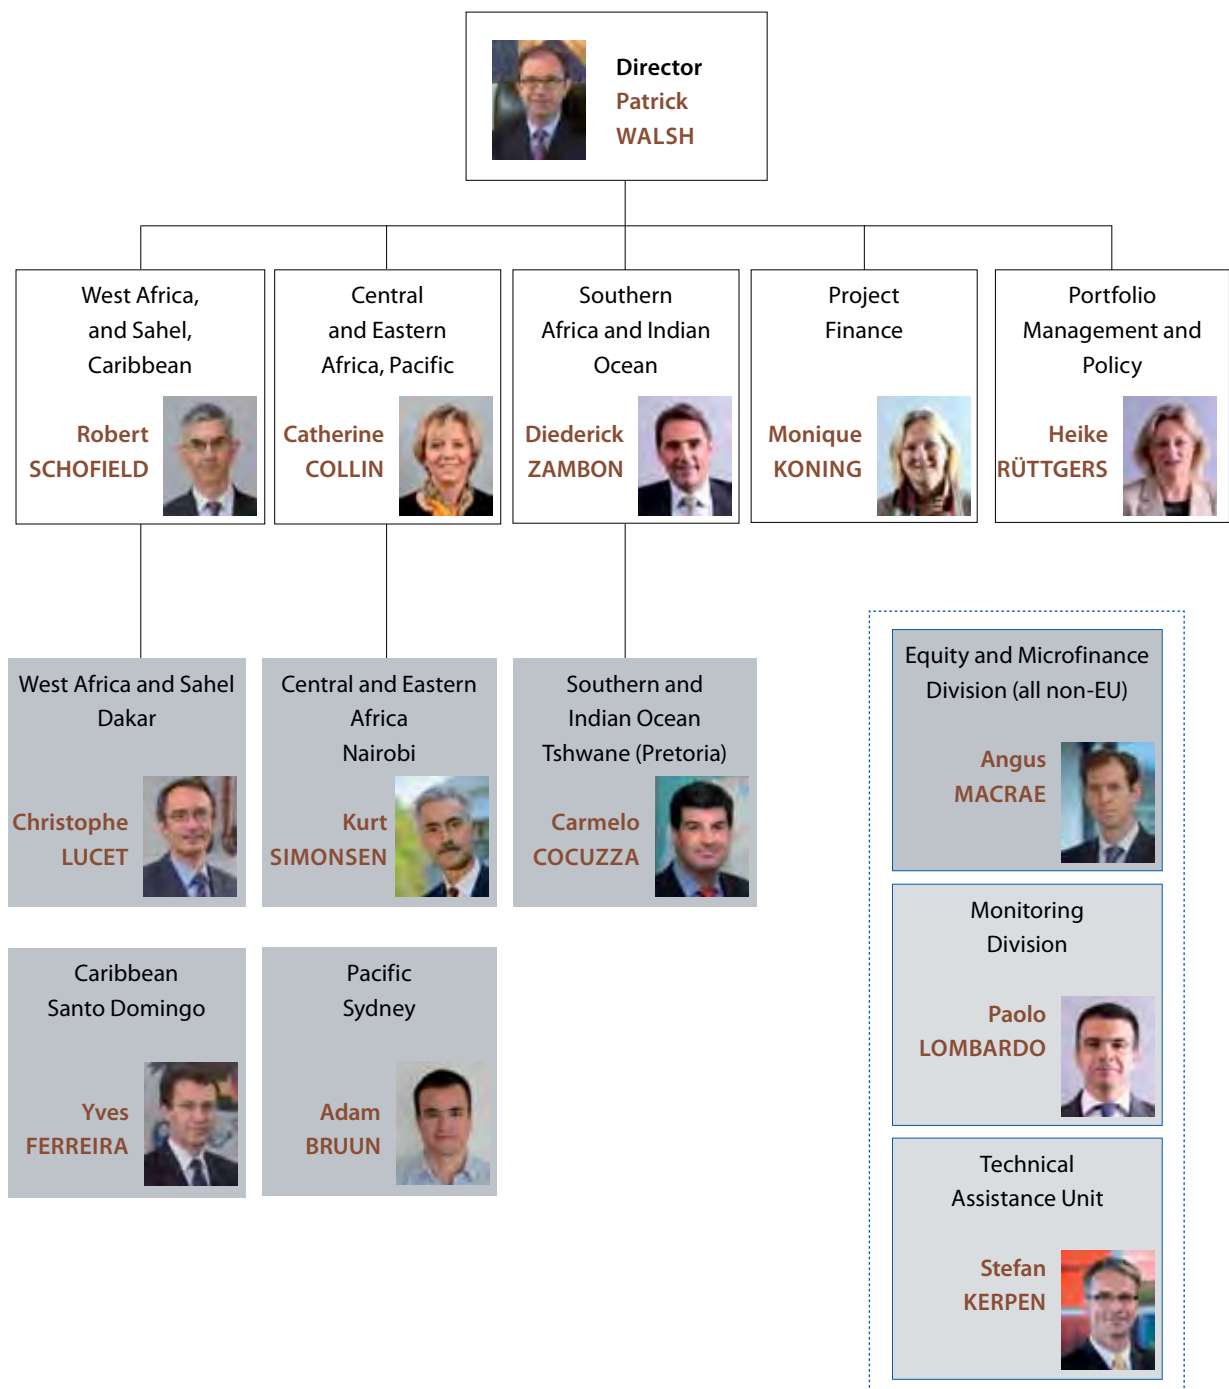 Director
Patrick
WALSH
West Africa,
and Sahel,
Caribbean
Robert
SCHOFIELD
Central
and Eastern
Africa, Pacific
Catherine
COLLIN
Southern
Africa and Indian
Ocean
Diederick
ZAMBON
Project
Finance
Monique
KONING
Portfolio
Management and
Policy
Heike
RÜTTGERS
West Africa and Sahel
Dakar
Christophe
LUCET
Central and Eastern
Africa
Nairobi
Kurt
SIMONSEN
Southern and
Indian Ocean
Tshwane (Pretoria)
Carmelo
COCUZZA
Equity and Microfinance
Division (all non-EU)
Angus
MACRAE
Caribbean
Santo Domingo
Yves
FERREIRA
Pacific
Sydney
Adam
BRUUN
Monitoring
Division
Paolo
LOMBARDO
Technical
Assistance Unit
Stefan
KERPEN